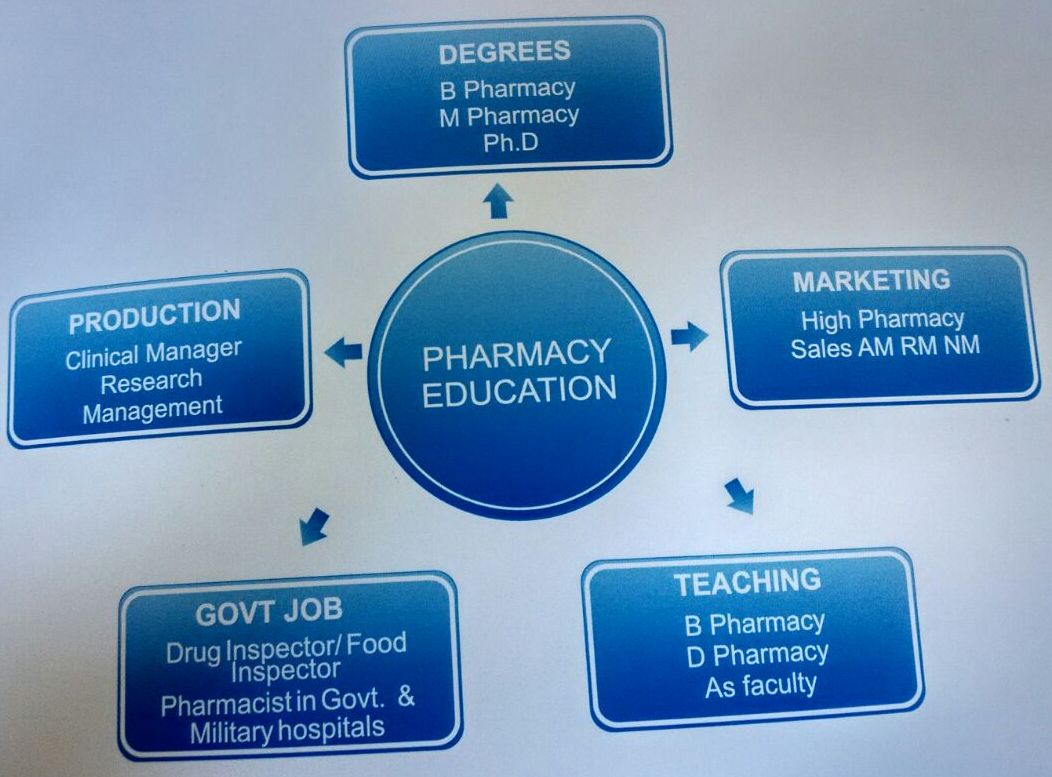 DEGREES
B Pharmacy
M Pharmacy
Ph.D
MARKETING
High Pharmacy
Sales AM RM NM
PRODUCTION
Clinical Manager
Research
Management
PHARMACY
EDUCATION
GOVT JOB
Drug Inspector/ Food
Inspector
Pharmacist in Govt. &
Military hospitals
TEACHING
B Pharmacy
D Pharmacy
As faculty